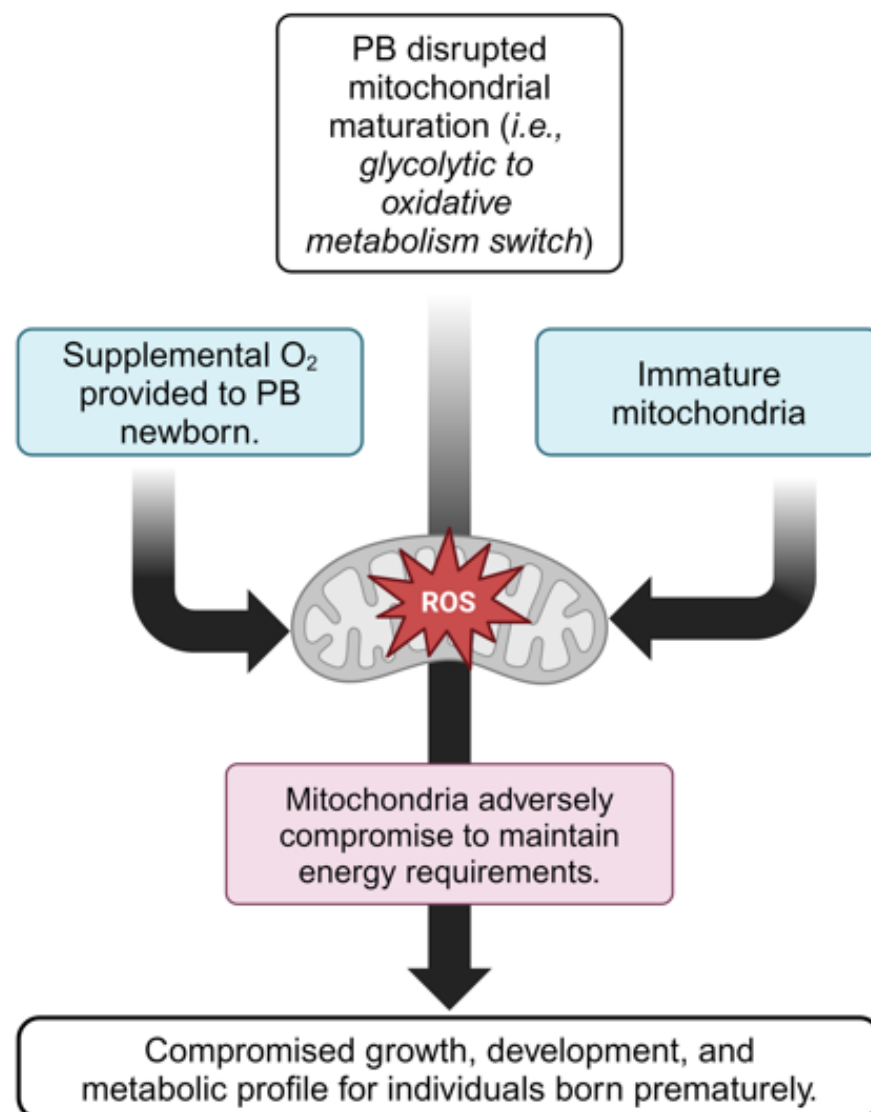 PB disrupted
mitochondrial
maturation (i.e.,
glycolytic to
oxidative
metabolism switch)
Supplemental O₂
provided to PB
newborn.
Immature
mitochondria
ROS
Mitochondria adversely
compromise to maintain
energy requirements.
Compromised growth, development, and
metabolic profile for individuals born prematurely.